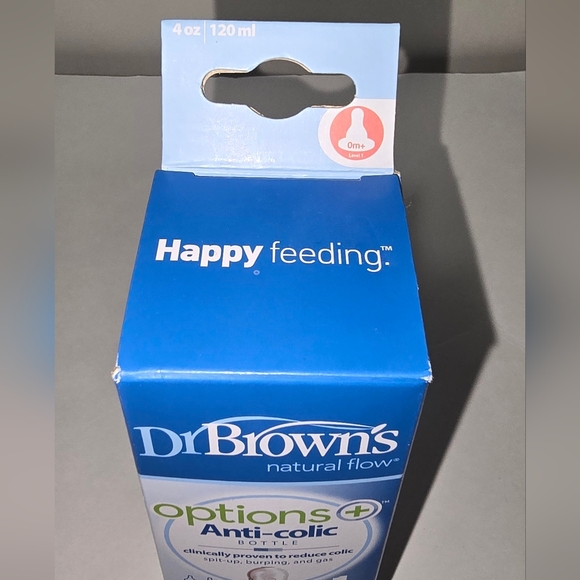 4 oz | 120 ml
0m+
Level 1
Happy feeding.™
Dr Brown's
natural flow®
options+™
Anti-colic
BOTTLE
clinically proven to reduce colic
spit-up, burping, and gas